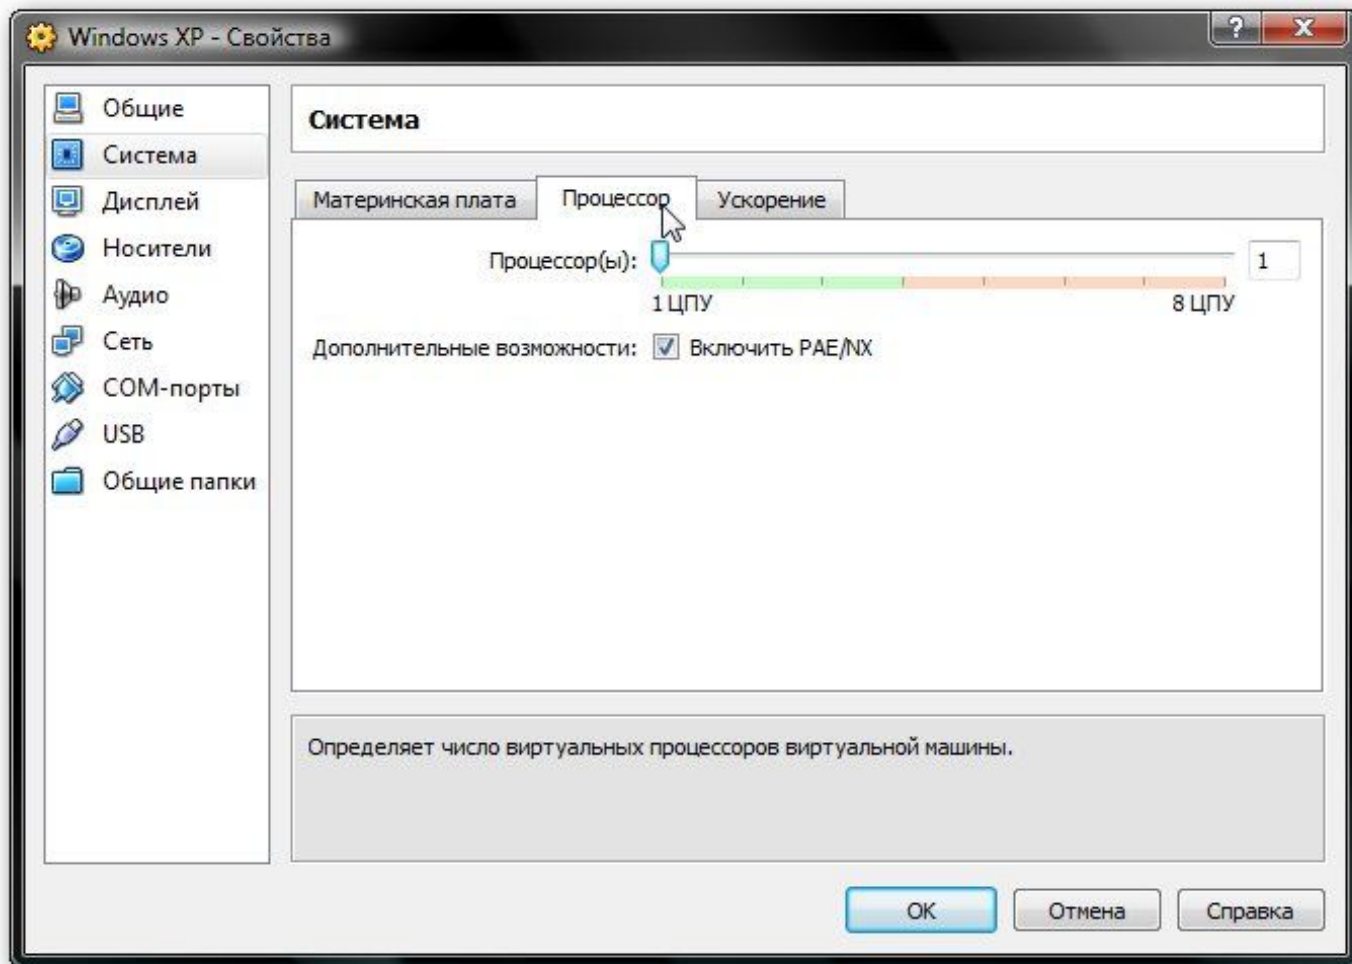 Windows XP - Свойства
?
X
Общие
Система
Дисплей
Носители
Аудио
Сеть
COM-порты
USB
Общие папки
Система
Материнская плата
Процессор
Ускорение
Процессор(ы):
1
1 ЦПУ
8 ЦПУ
Дополнительные возможности:
Включить PAE/NX
Определяет число виртуальных процессоров виртуальной машины.
OK
Отмена
Справка